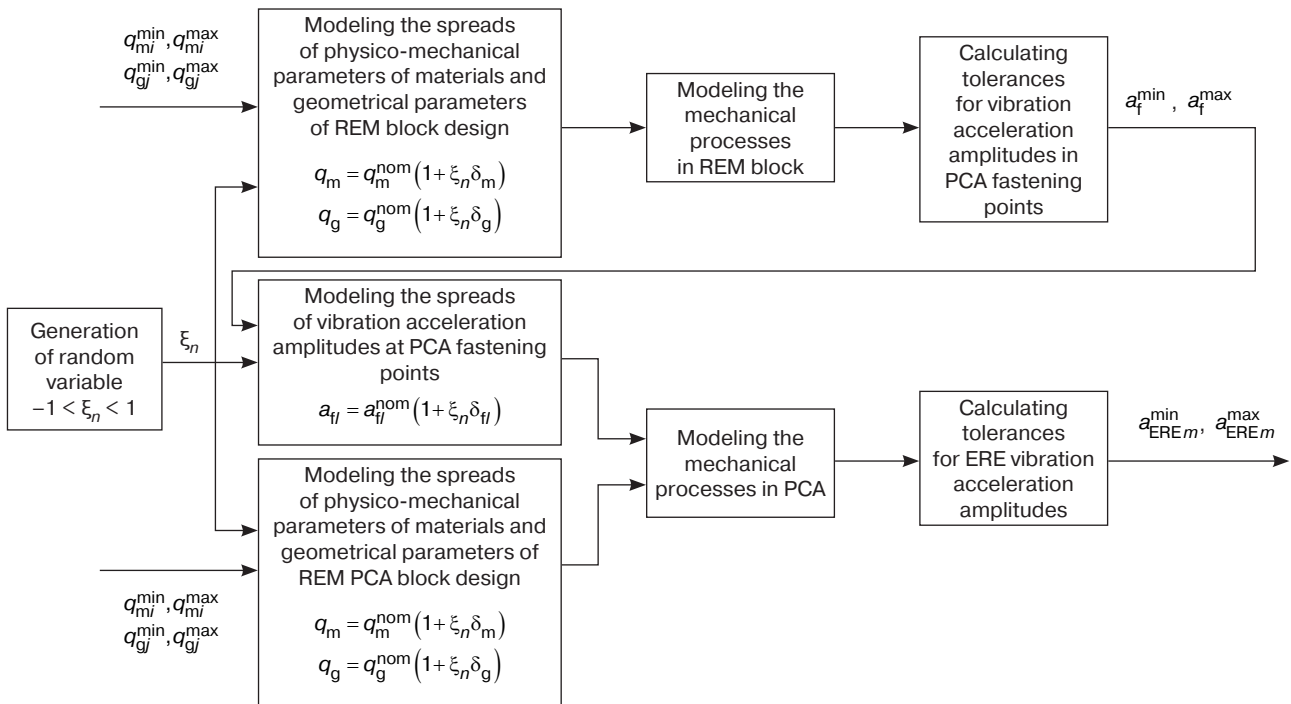 q_mi^min, q_mi^max
q_gj^min, q_gj^max
Modeling the spreads
of physico-mechanical
parameters of materials and
geometrical parameters
of REM block design
q_m = q_m^nom (1 + ξ_n δ_m)
q_g = q_g^nom (1 + ξ_n δ_g)
Modeling the
mechanical
processes
in REM block
Calculating
tolerances
for vibration
acceleration
amplitudes in
PCA fastening
points
a_f^min , a_f^max
Generation
of random
variable
−1 < ξ_n < 1
ξ_n
Modeling the spreads
of vibration acceleration
amplitudes at PCA fastening
points
a_fl = a_fl^nom (1 + ξ_n δ_fl)
Modeling the spreads
of physico-mechanical
parameters of materials and
geometrical parameters of
REM PCA block design
q_m = q_m^nom (1 + ξ_n δ_m)
q_g = q_g^nom (1 + ξ_n δ_g)
q_mi^min, q_mi^max
q_gj^min, q_gj^max
Modeling the
mechanical
processes in PCA
Calculating
tolerances
for ERE vibration
acceleration
amplitudes
a_EREm^min, a_EREm^max